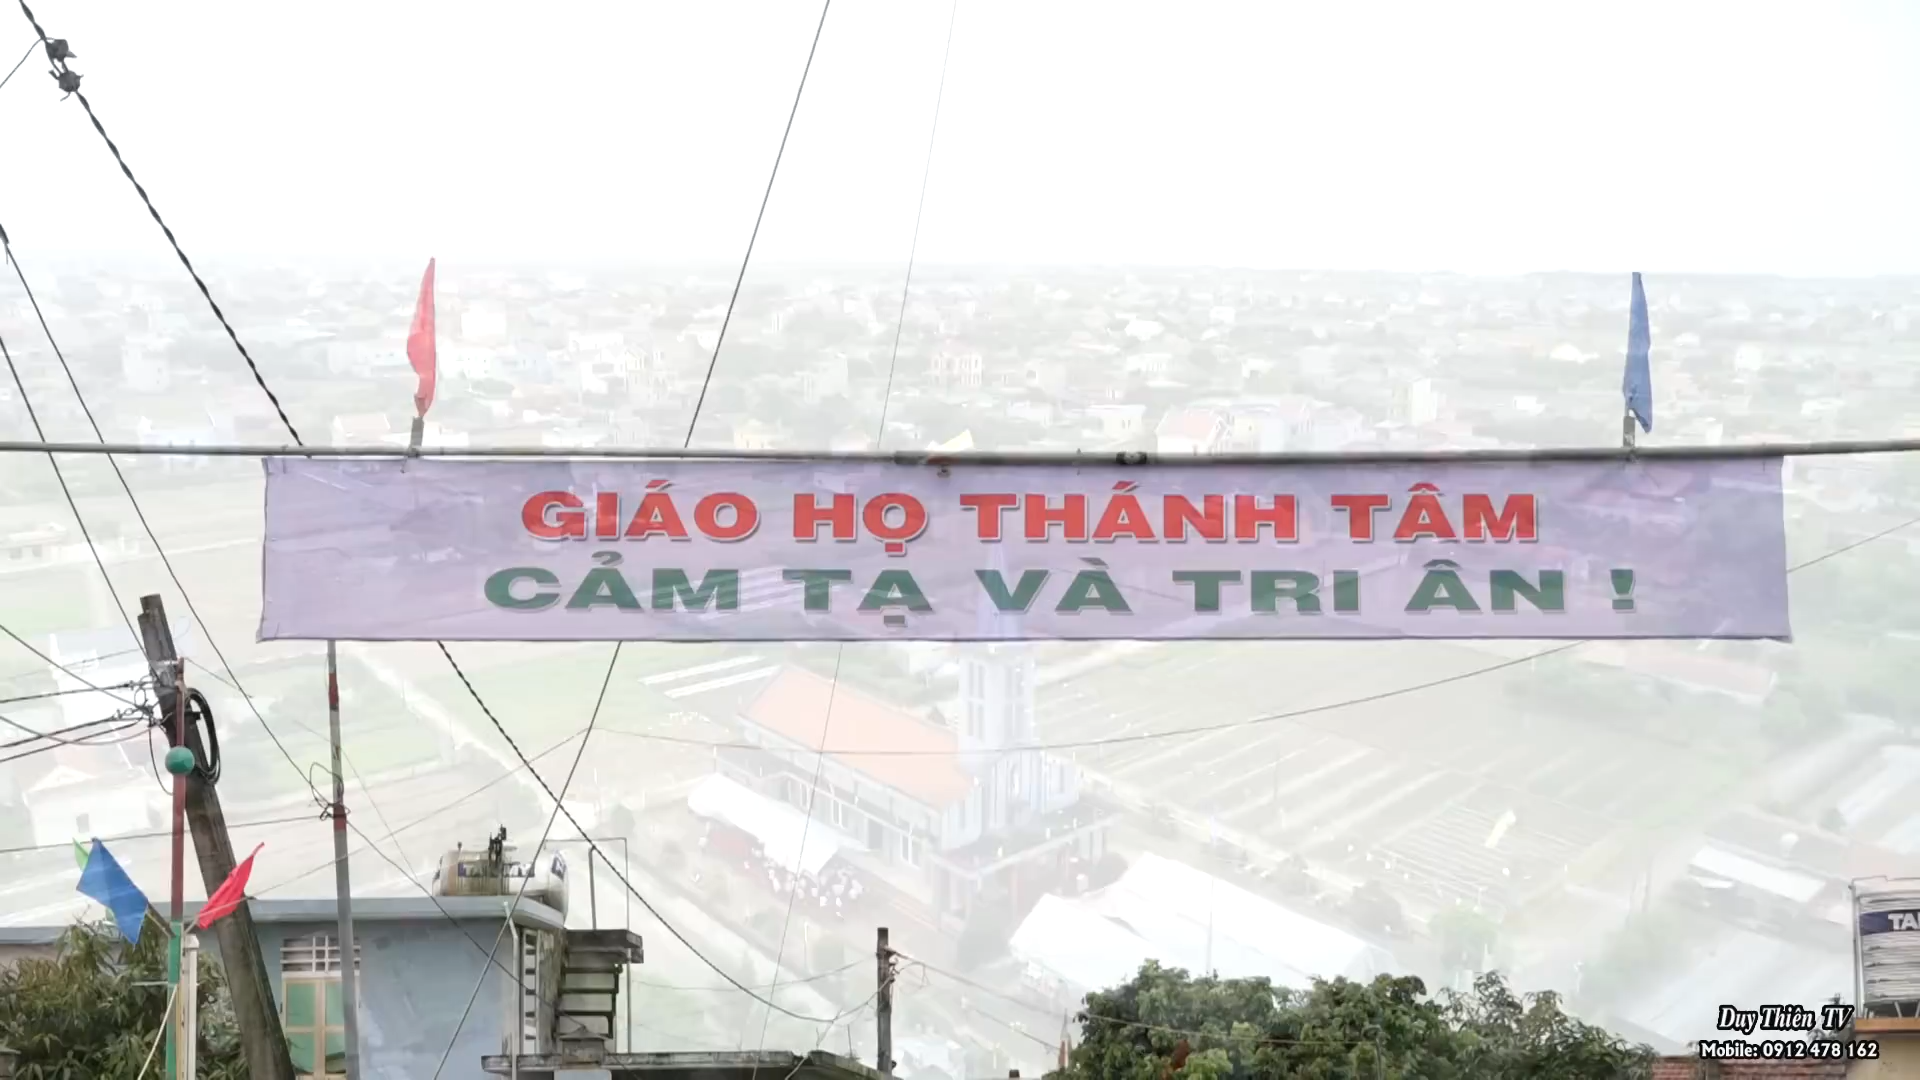 GIÁO HỌ THÁNH TÂM
CẢM TẠ VÀ TRI ÂN !
Duy Thiên TV
Mobile: 0912 478 162